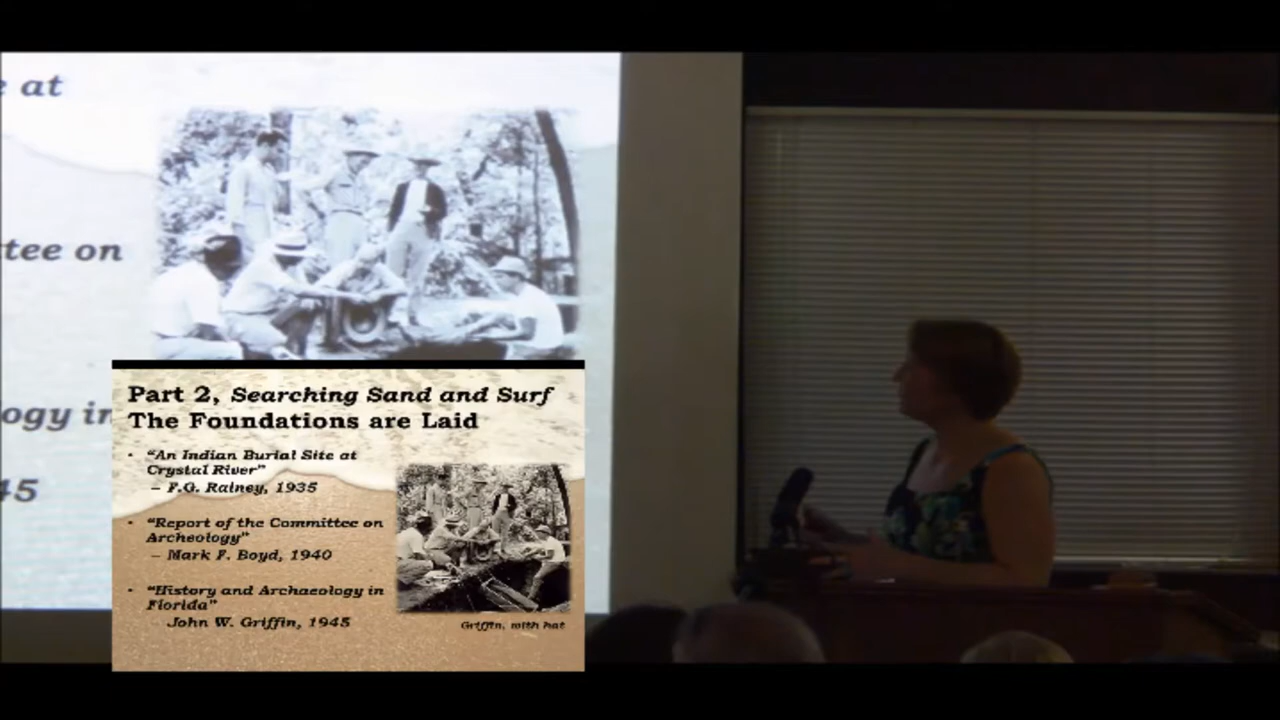 e at
ttee on
ogy in
45
Part 2, Searching Sand and Surf
The Foundations are Laid
• "An Indian Burial Site at
Crystal River"
– F.G. Rainey, 1935
• "Report of the Committee on
Archeology"
– Mark F. Boyd, 1940
• "History and Archaeology in
Florida"
John W. Griffin, 1945
Griffin, with hat